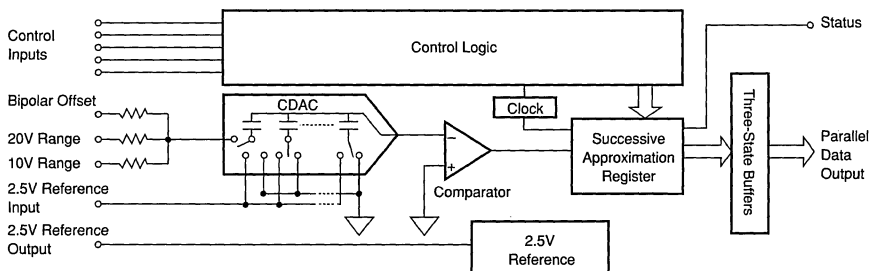 Control
Inputs
Control Logic
Status
Bipolar Offset
20V Range
10V Range
2.5V Reference
Input
2.5V Reference
Output
CDAC
Clock
−
+
Comparator
Successive
Approximation
Register
Three-State Buffers
Parallel
Data
Output
2.5V
Reference